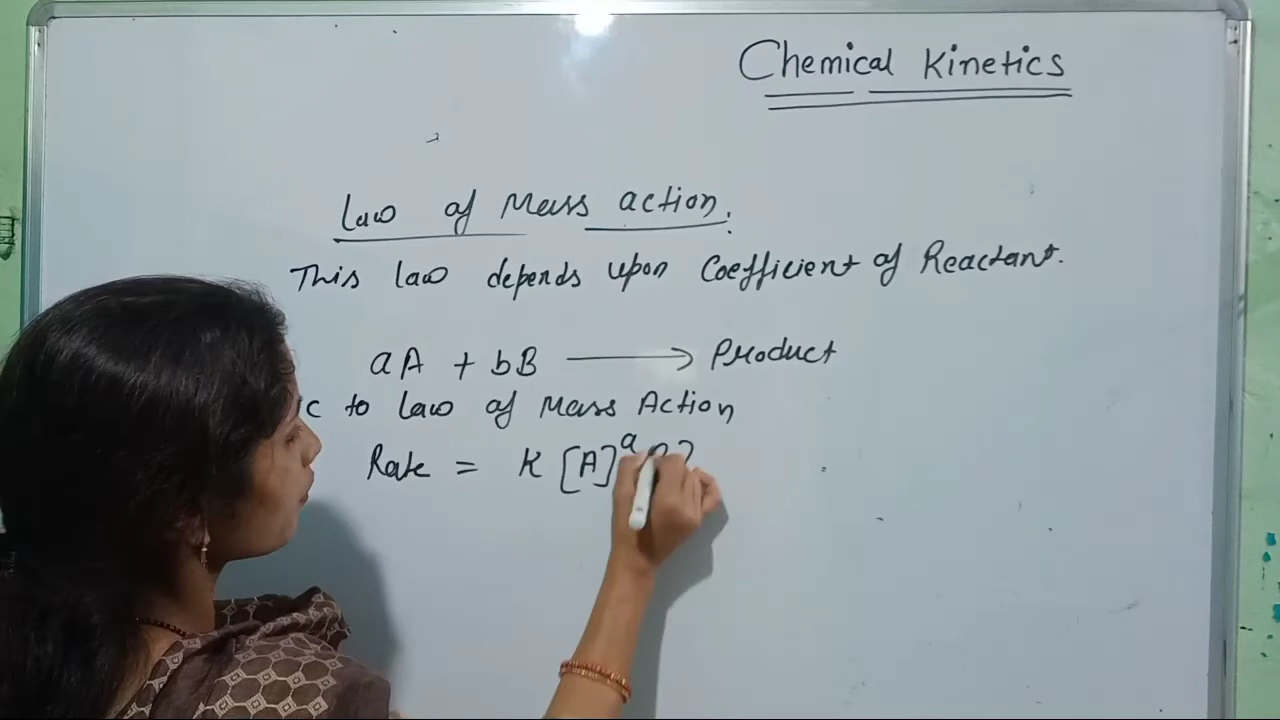 Chemical Kinetics
Law of Mass action.
This law depends upon Coefficient of Reactant.
aA + bB ⟶ Product
c to Law of Mass Action
Rate = K [A]ᵃ